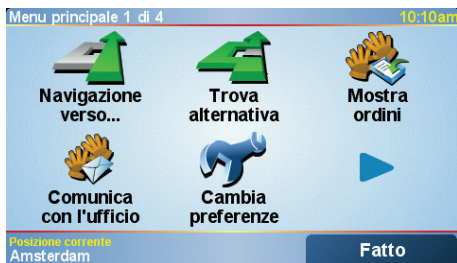 Menu principale 1 di 4
10:10am
Navigazione
verso...
Trova
alternativa
Mostra
ordini
Comunica
con l'ufficio
Cambia
preferenze
Posizione corrente
Amsterdam
Fatto